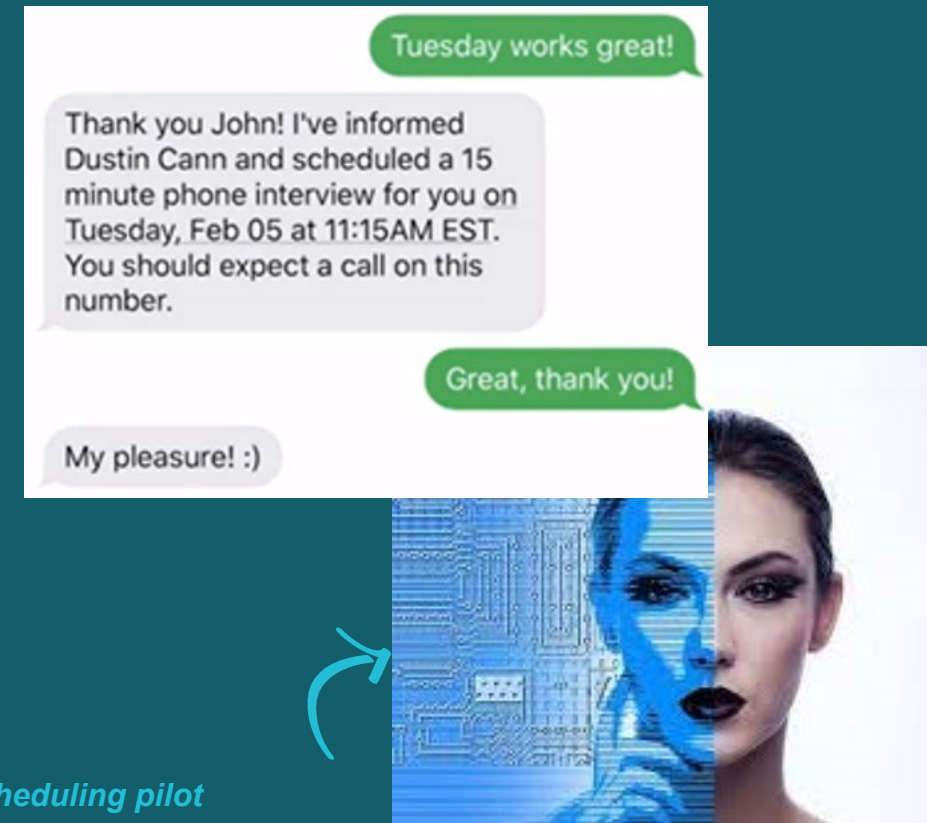 Tuesday works great!
Thank you John! I've informed
Dustin Cann and scheduled a 15
minute phone interview for you on
Tuesday, Feb 05 at 11:15AM EST.
You should expect a call on this
number.
Great, thank you!
My pleasure! :)
heduling pilot